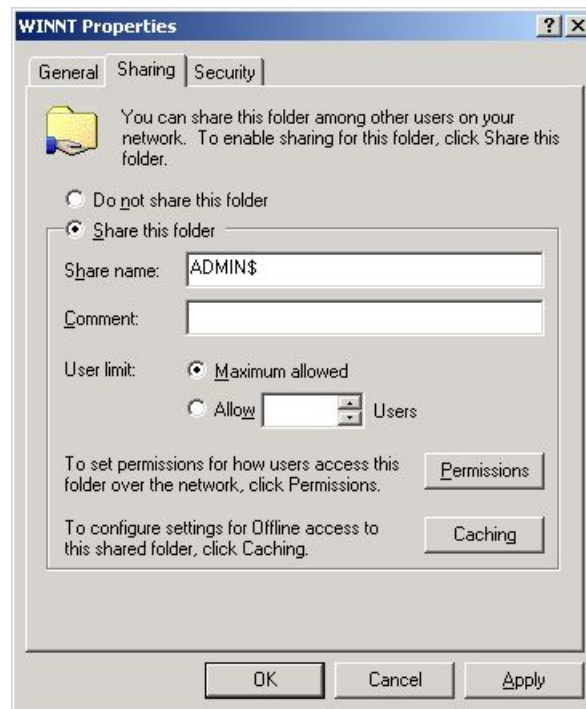 WINNT Properties
General Sharing Security
You can share this folder among other users on your
network. To enable sharing for this folder, click Share this
folder.
Do not share this folder
Share this folder
Share name: ADMIN$
Comment:
User limit: Maximum allowed
Allow Users
To set permissions for how users access this
folder over the network, click Permissions.
Permissions
To configure settings for Offline access to
this shared folder, click Caching.
Caching
OK Cancel Apply